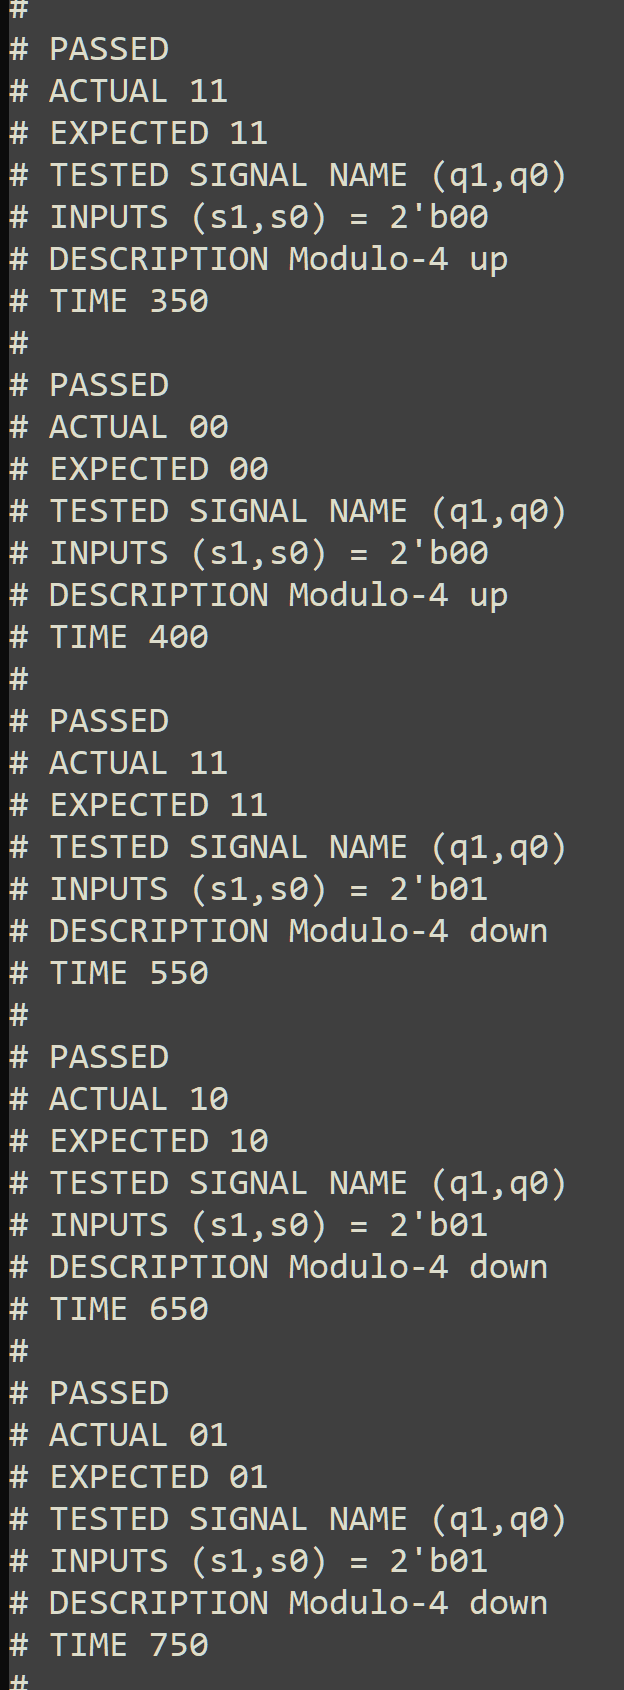 #
# PASSED
# ACTUAL 11
# EXPECTED 11
# TESTED SIGNAL NAME (q1,q0)
# INPUTS (s1,s0) = 2'b00
# DESCRIPTION Modulo-4 up
# TIME 350
#
# PASSED
# ACTUAL 00
# EXPECTED 00
# TESTED SIGNAL NAME (q1,q0)
# INPUTS (s1,s0) = 2'b00
# DESCRIPTION Modulo-4 up
# TIME 400
#
# PASSED
# ACTUAL 11
# EXPECTED 11
# TESTED SIGNAL NAME (q1,q0)
# INPUTS (s1,s0) = 2'b01
# DESCRIPTION Modulo-4 down
# TIME 550
#
# PASSED
# ACTUAL 10
# EXPECTED 10
# TESTED SIGNAL NAME (q1,q0)
# INPUTS (s1,s0) = 2'b01
# DESCRIPTION Modulo-4 down
# TIME 650
#
# PASSED
# ACTUAL 01
# EXPECTED 01
# TESTED SIGNAL NAME (q1,q0)
# INPUTS (s1,s0) = 2'b01
# DESCRIPTION Modulo-4 down
# TIME 750
#